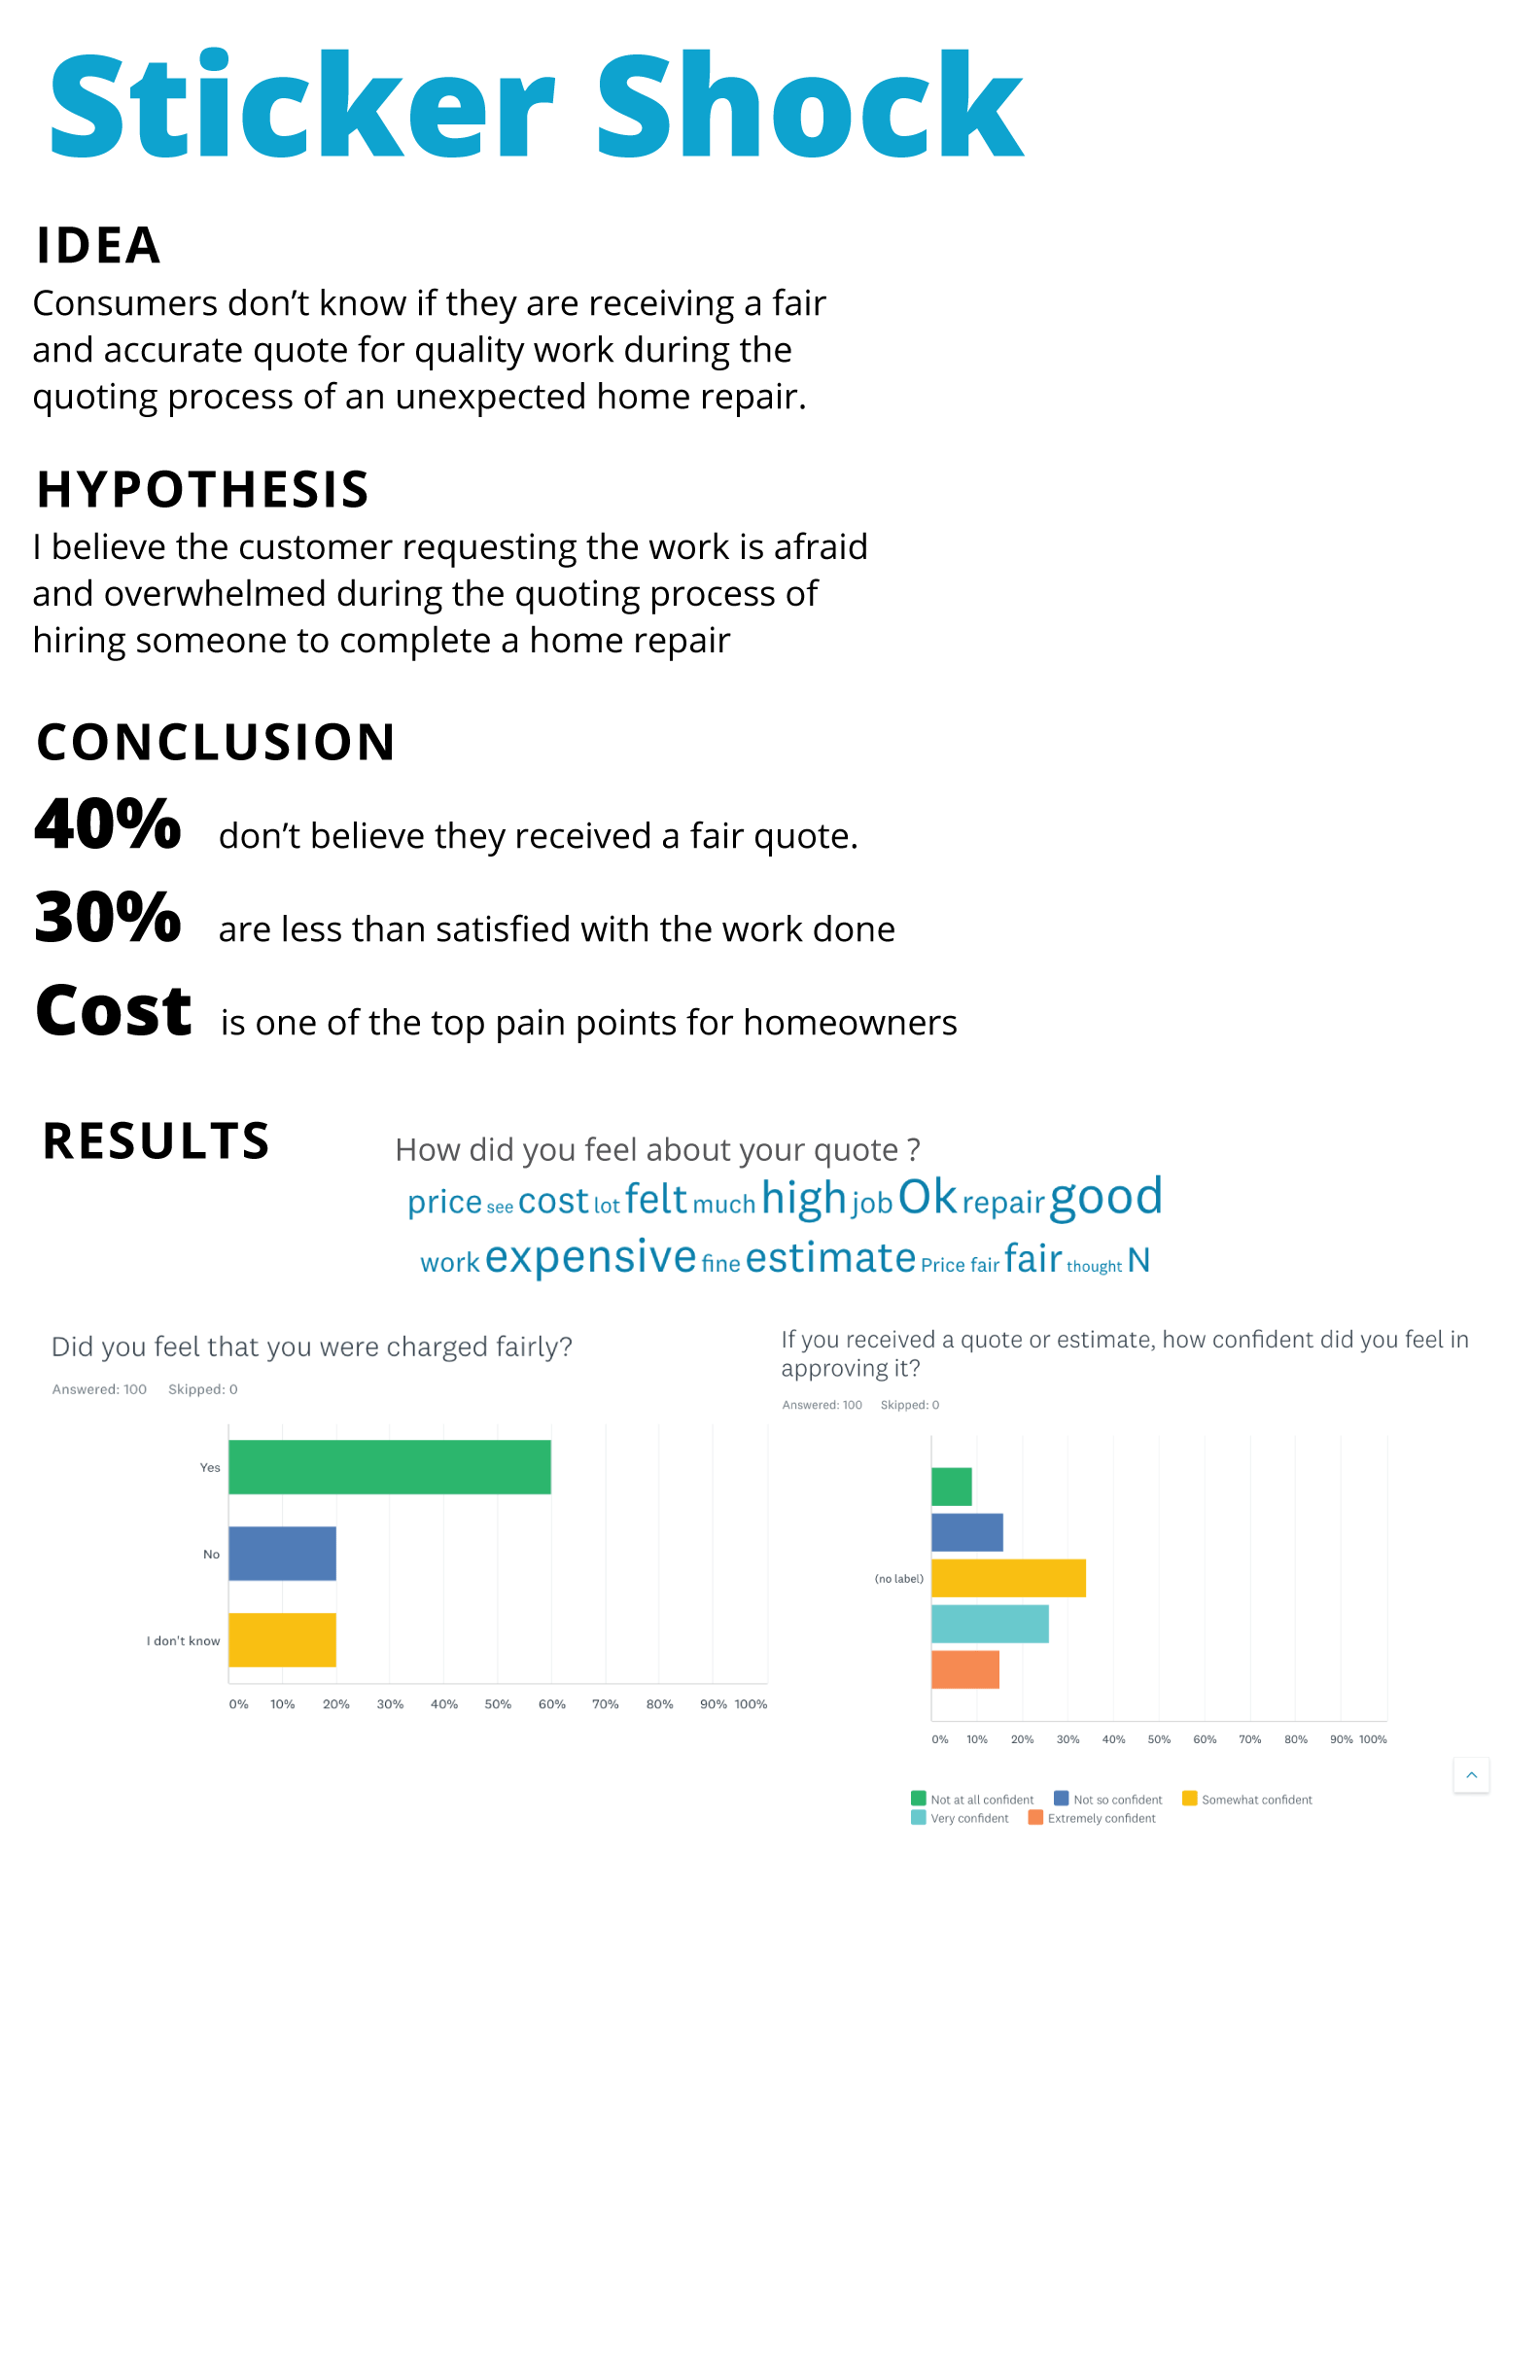 Sticker Shock
IDEA
Consumers don’t know if they are receiving a fair
and accurate quote for quality work during the
quoting process of an unexpected home repair.
HYPOTHESIS
I believe the customer requesting the work is afraid
and overwhelmed during the quoting process of
hiring someone to complete a home repair
CONCLUSION
40% don’t believe they received a fair quote.
30% are less than satisfied with the work done
Cost is one of the top pain points for homeowners
RESULTS
How did you feel about your quote ?
price see cost lot felt much high job Ok repair good
work expensive fine estimate Price fair fair thought N
Did you feel that you were charged fairly?
Answered: 100 Skipped: 0
Yes
No
I don't know
0% 10% 20% 30% 40% 50% 60% 70% 80% 90% 100%
If you received a quote or estimate, how confident did you feel in
approving it?
Answered: 100 Skipped: 0
(no label)
0% 10% 20% 30% 40% 50% 60% 70% 80% 90% 100%
Not at all confident Not so confident Somewhat confident
Very confident Extremely confident